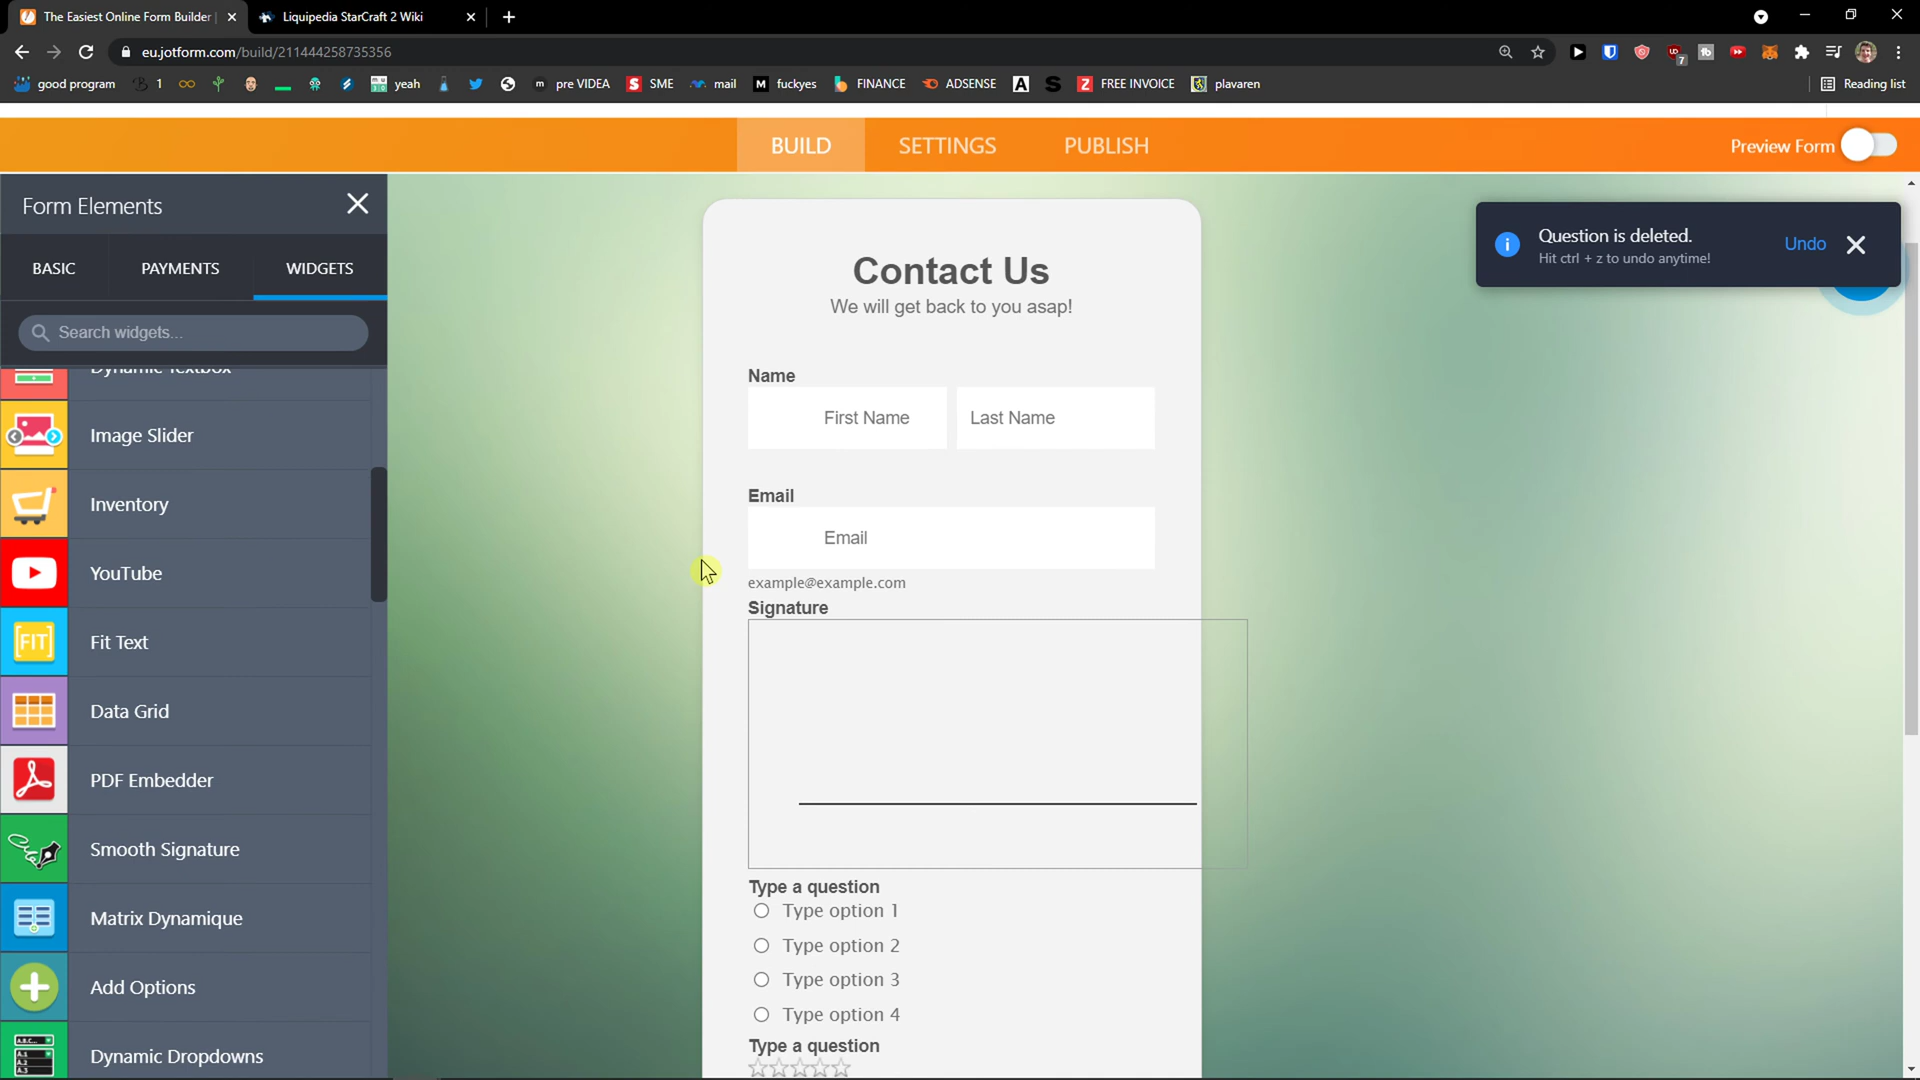 The Easiest Online Form Builder
Liquipedia StarCraft 2 Wiki
eu.jotform.com/build/211444258735356
good program
1
yeah
pre VIDEA
SME
mail
fuckyes
FINANCE
ADSENSE
FREE INVOICE
plavaren
Reading list
7
BUILD
SETTINGS
PUBLISH
Preview Form
Form Elements
BASIC
PAYMENTS
WIDGETS
Search widgets...
Dynamic Textbox
Image Slider
Inventory
YouTube
FIT
Fit Text
Data Grid
PDF Embedder
Smooth Signature
Matrix Dynamique
Add Options
Dynamic Dropdowns
Question is deleted.
Hit ctrl + z to undo anytime!
Undo
Contact Us
We will get back to you asap!
Name
First Name
Last Name
Email
Email
example@example.com
Signature
Type a question
Type option 1
Type option 2
Type option 3
Type option 4
Type a question